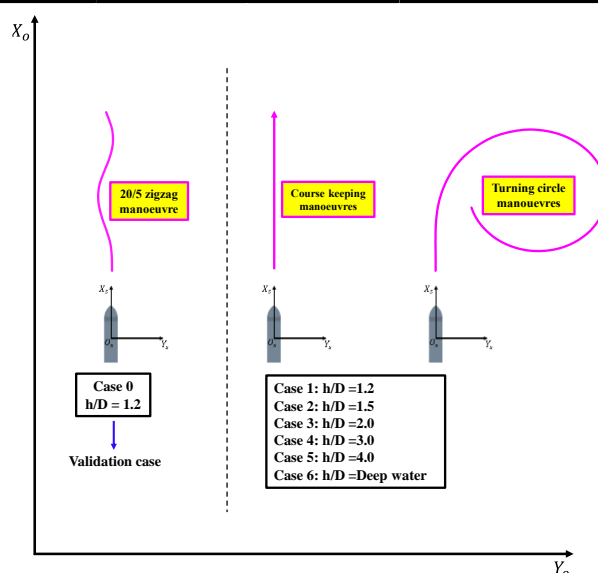 X_o
20/5 zigzag
manoeuvre
Course keeping
manoeuvres
Turning circle
manouevres
X_s
X_s
X_s
O_s
Y_s
O_s
Y_s
O_s
Y_s
Case 0
h/D = 1.2
Validation case
Case 1: h/D =1.2
Case 2: h/D =1.5
Case 3: h/D =2.0
Case 4: h/D =3.0
Case 5: h/D =4.0
Case 6: h/D =Deep water
Y_o